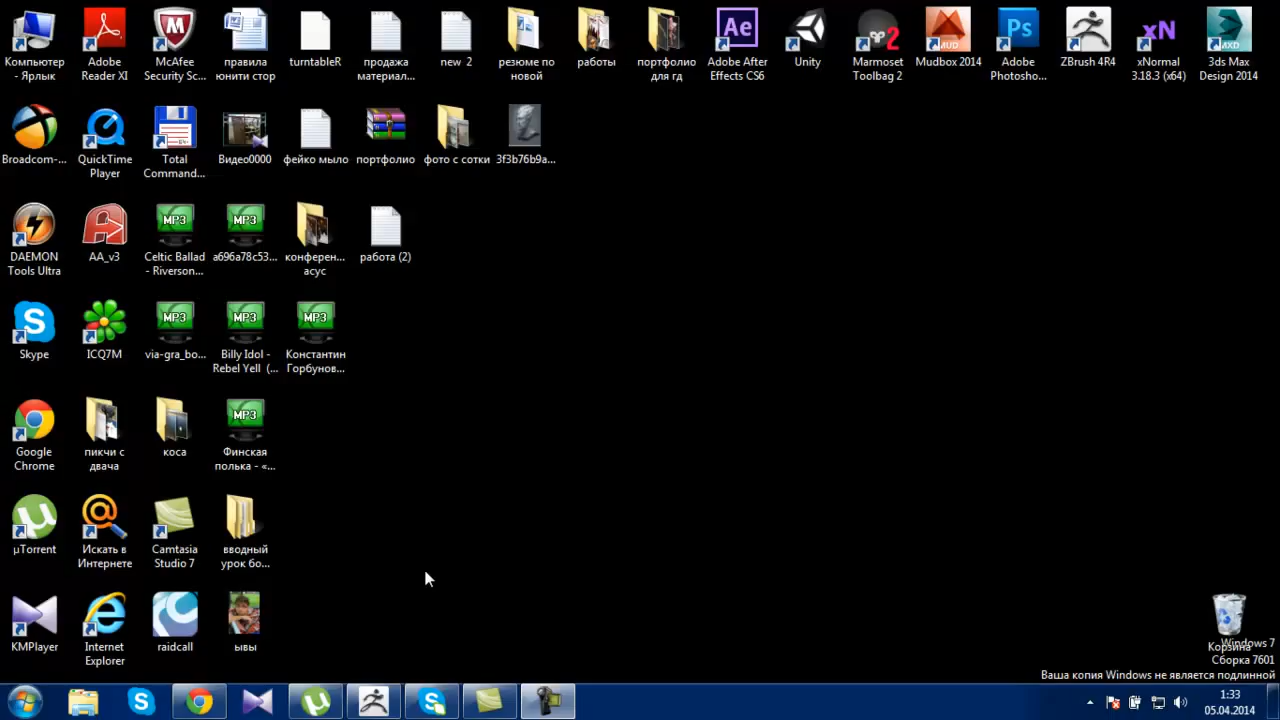 Компьютер - Ярлык
Adobe Reader XI
McAfee Security Sc...
правила юнити стор
turntableR
продажа материал...
new_2
резюме по новой
работы
портфолио для гд
Adobe After Effects CS6
Unity
Marmoset Toolbag 2
Mudbox 2014
Adobe Photosho...
ZBrush 4R4
xNormal 3.18.3 (x64)
3ds Max Design 2014
Broadcom-...
QuickTime Player
Total Command...
Видео0000
фейко мыло
портфолио
фото с сотки
3f3b76b9a...
DAEMON Tools Ultra
AA_v3
Celtic Ballad - Riverson...
a696a78c53...
конферен... асус
работа (2)
Skype
ICQ7M
via-gra_bo...
Billy Idol - Rebel Yell (...
Константин Горбунов...
Google Chrome
пикчи с двача
коса
Финская полька - «...
µTorrent
Искать в Интернете
Camtasia Studio 7
вводный урок бо...
KMPlayer
Internet Explorer
raidcall
ывы
Корзина
Windows 7
Сборка 7601
Ваша копия Windows не является подлинной
1:33
05.04.2014